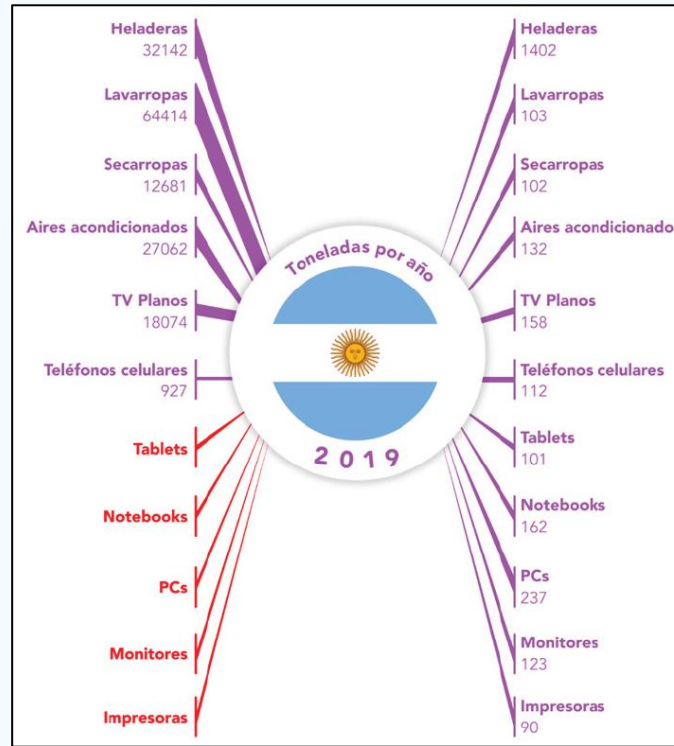 Heladeras
32142
Lavarropas
64414
Secarropas
12681
Aires acondicionados
27062
TV Planos
18074
Teléfonos celulares
927
Tablets
Notebooks
PCs
Monitores
Impresoras
Toneladas por año
2019
Heladeras
1402
Lavarropas
103
Secarropas
102
Aires acondicionado
132
TV Planos
158
Teléfonos celulares
112
Tablets
101
Notebooks
162
PCs
237
Monitores
123
Impresoras
90